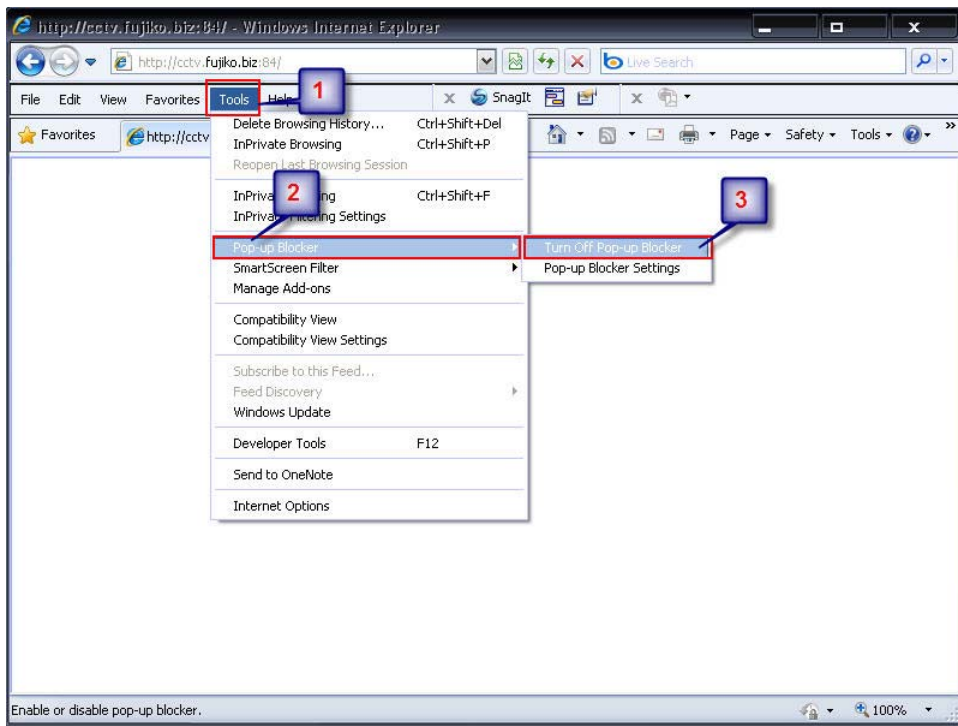 http://cctv.fujiko.biz:84/ - Windows Internet Explorer
http://cctv.fujiko.biz:84/
Live Search
File Edit View Favorites Tools Help
SnagIt
1
Favorites
http://cctv
Page Safety Tools
Delete Browsing History... Ctrl+Shift+Del
InPrivate Browsing Ctrl+Shift+P
Reopen Last Browsing Session
2
Ctrl+Shift+F
Settings
3
Pop-up Blocker
Turn Off Pop-up Blocker
SmartScreen Filter
Pop-up Blocker Settings
Manage Add-ons
Compatibility View
Compatibility View Settings
Subscribe to this Feed...
Feed Discovery
Windows Update
Developer Tools F12
Send to OneNote
Internet Options
Enable or disable pop-up blocker.
100%